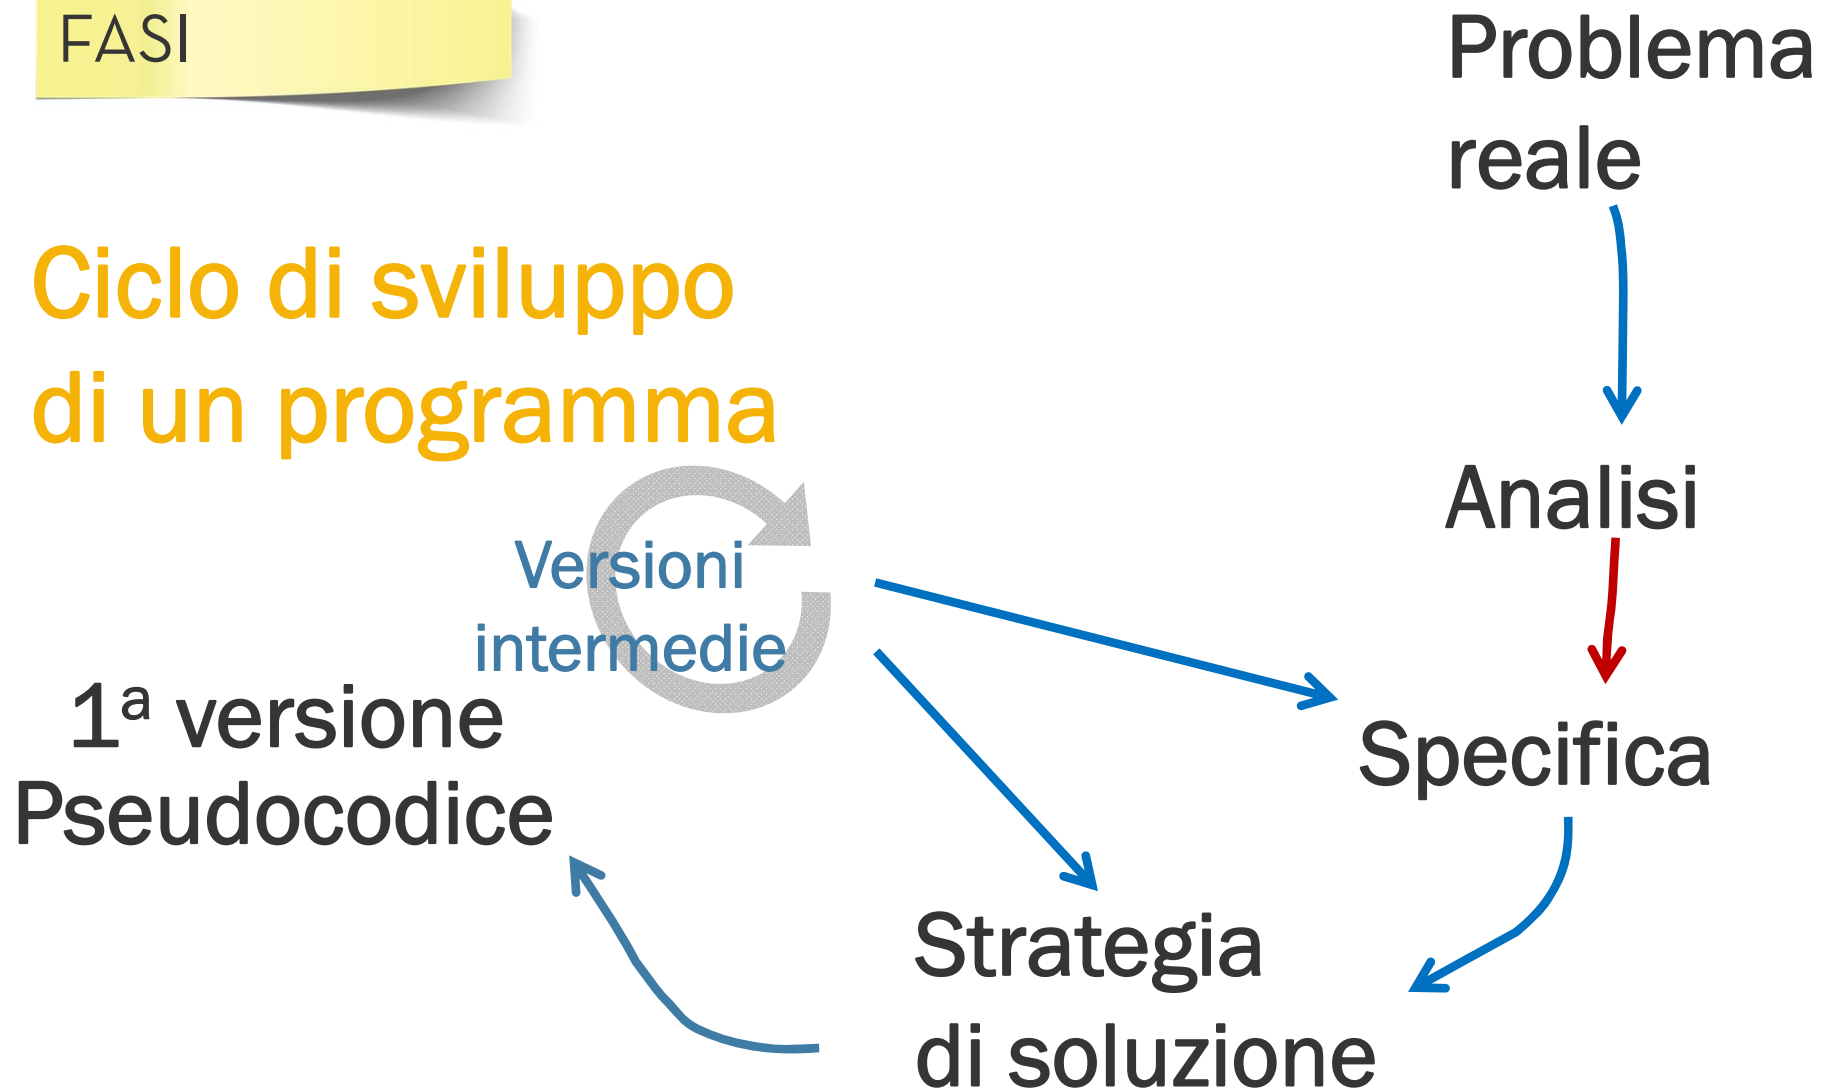 FASI
Problema
reale
Ciclo di sviluppo
di un programma
Analisi
Versioni
intermedie
1ª versione
Pseudocodice
Specifica
Strategia
di soluzione